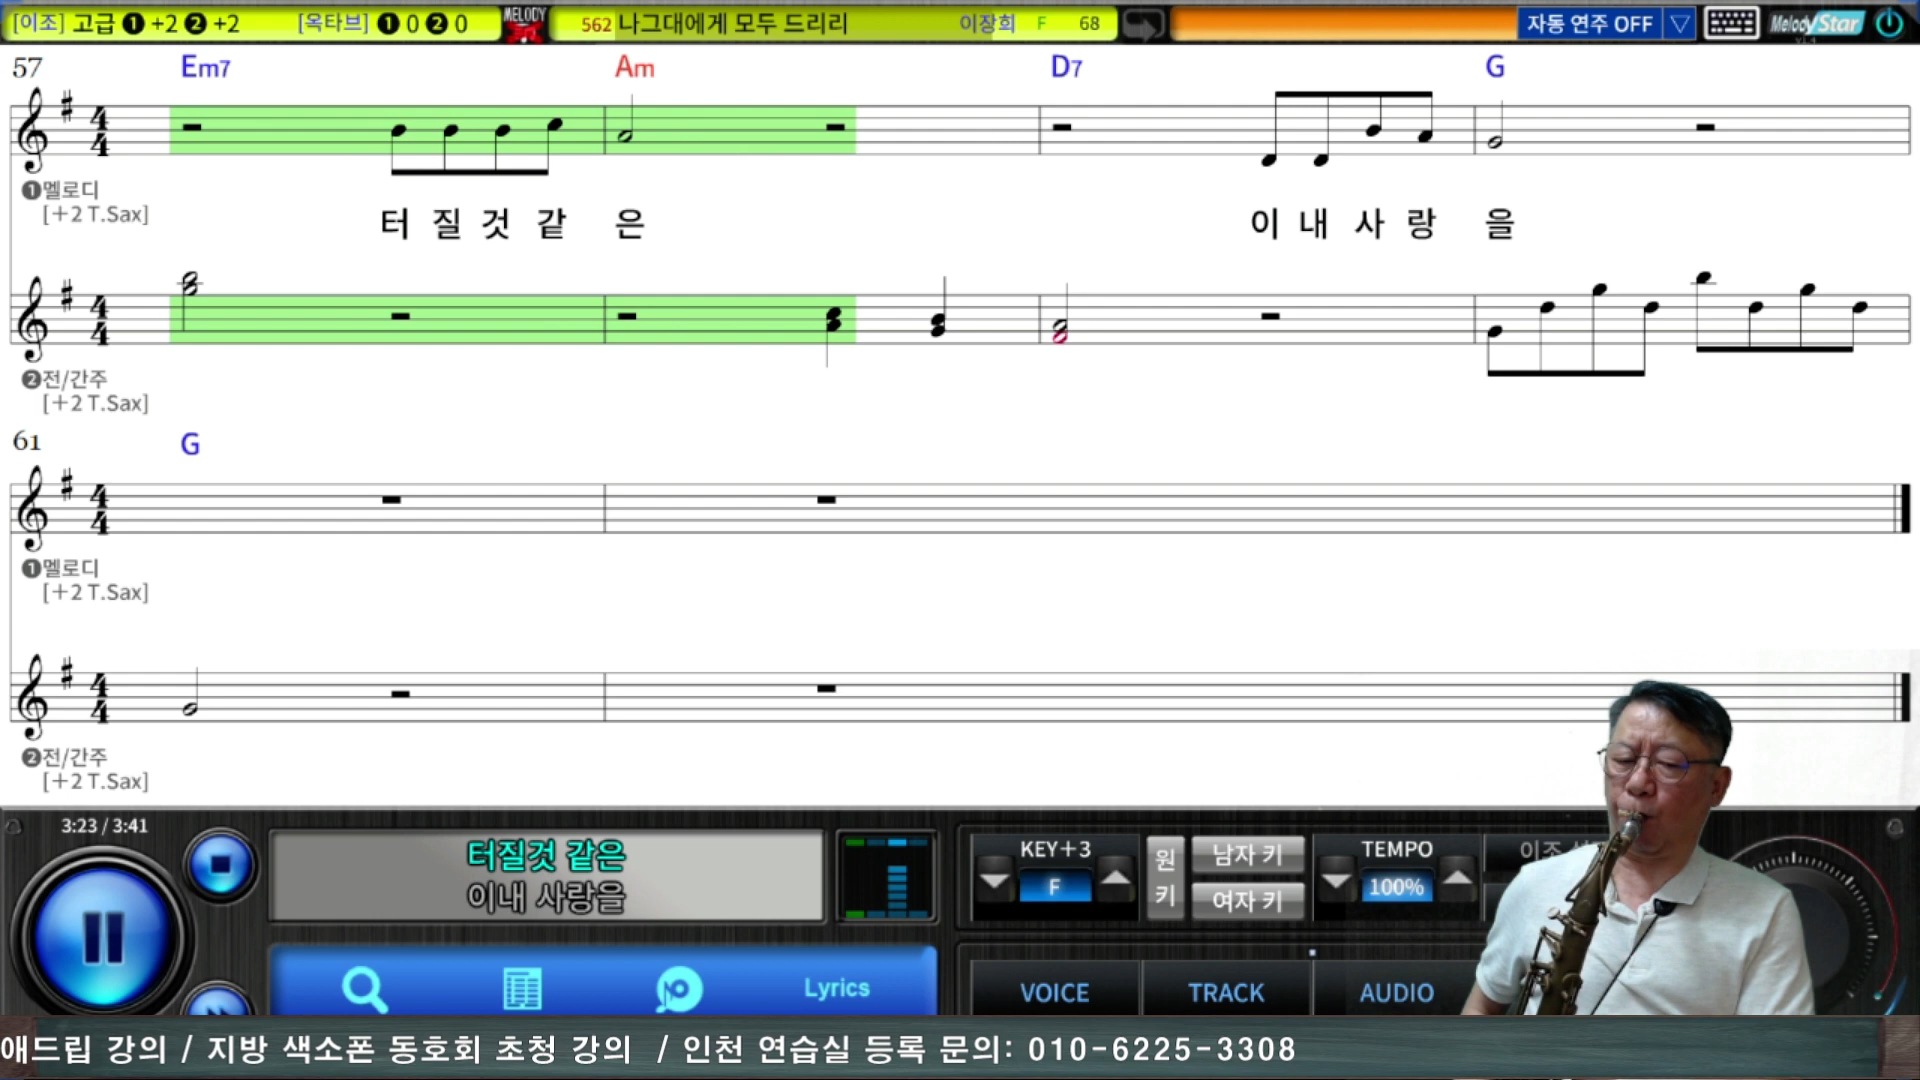 [이조] 고급 ❶ +2 ❷ +2 [옥타브] ❶ 0 ❷ 0 MELODY 562 나그대에게 모두 드리리 이장희 F 68 자동 연주 OFF ▽ MelodyStar
57 Em7 Am D7 G
❶멜로디
[+2 T.Sax]
터 질 것 같 은 이 내 사 랑 을
❷전/간주
[+2 T.Sax]
61 G
❶멜로디
[+2 T.Sax]
❷전/간주
[+2 T.Sax]
3:23 / 3:41
터질것 같은
이내 사랑을
KEY+3
F
원키
남자 키
여자 키
TEMPO
100%
이조
Lyrics
VOICE TRACK AUDIO
애드립 강의 / 지방 색소폰 동호회 초청 강의 / 인천 연습실 등록 문의: 010-6225-3308